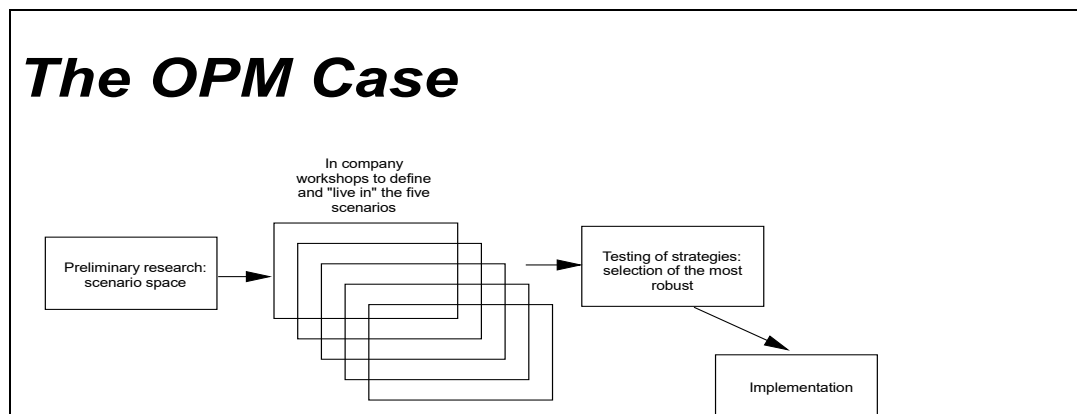 The OPM Case
In company
workshops to define
and "live in" the five
scenarios
Preliminary research:
scenario space
Testing of strategies:
selection of the most
robust
Implementation